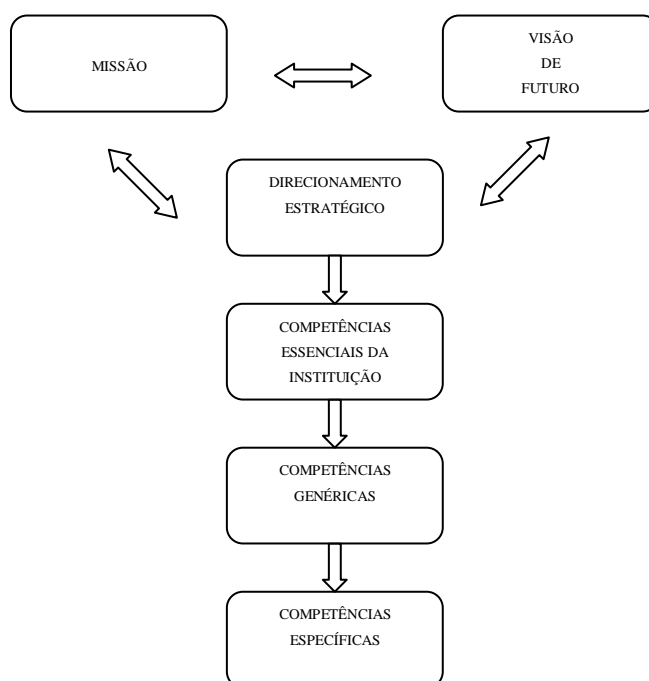 MISSÃO
VISÃO
DE
FUTURO
DIRECIONAMENTO
ESTRATÉGICO
COMPETÊNCIAS
ESSENCIAIS DA
INSTITUIÇÃO
COMPETÊNCIAS
GENÉRICAS
COMPETÊNCIAS
ESPECÍFICAS